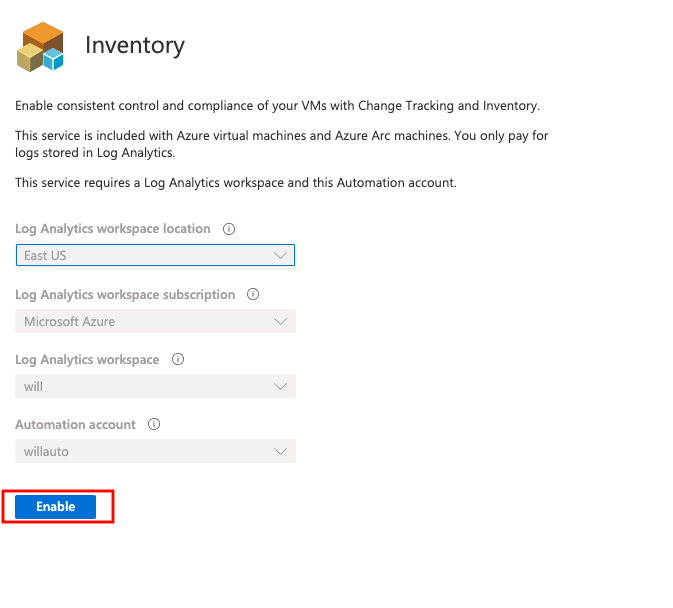 Inventory
Enable consistent control and compliance of your VMs with Change Tracking and Inventory.
This service is included with Azure virtual machines and Azure Arc machines. You only pay for
logs stored in Log Analytics.
This service requires a Log Analytics workspace and this Automation account.
Log Analytics workspace location
East US
Log Analytics workspace subscription
Microsoft Azure
Log Analytics workspace
will
Automation account
willauto
Enable